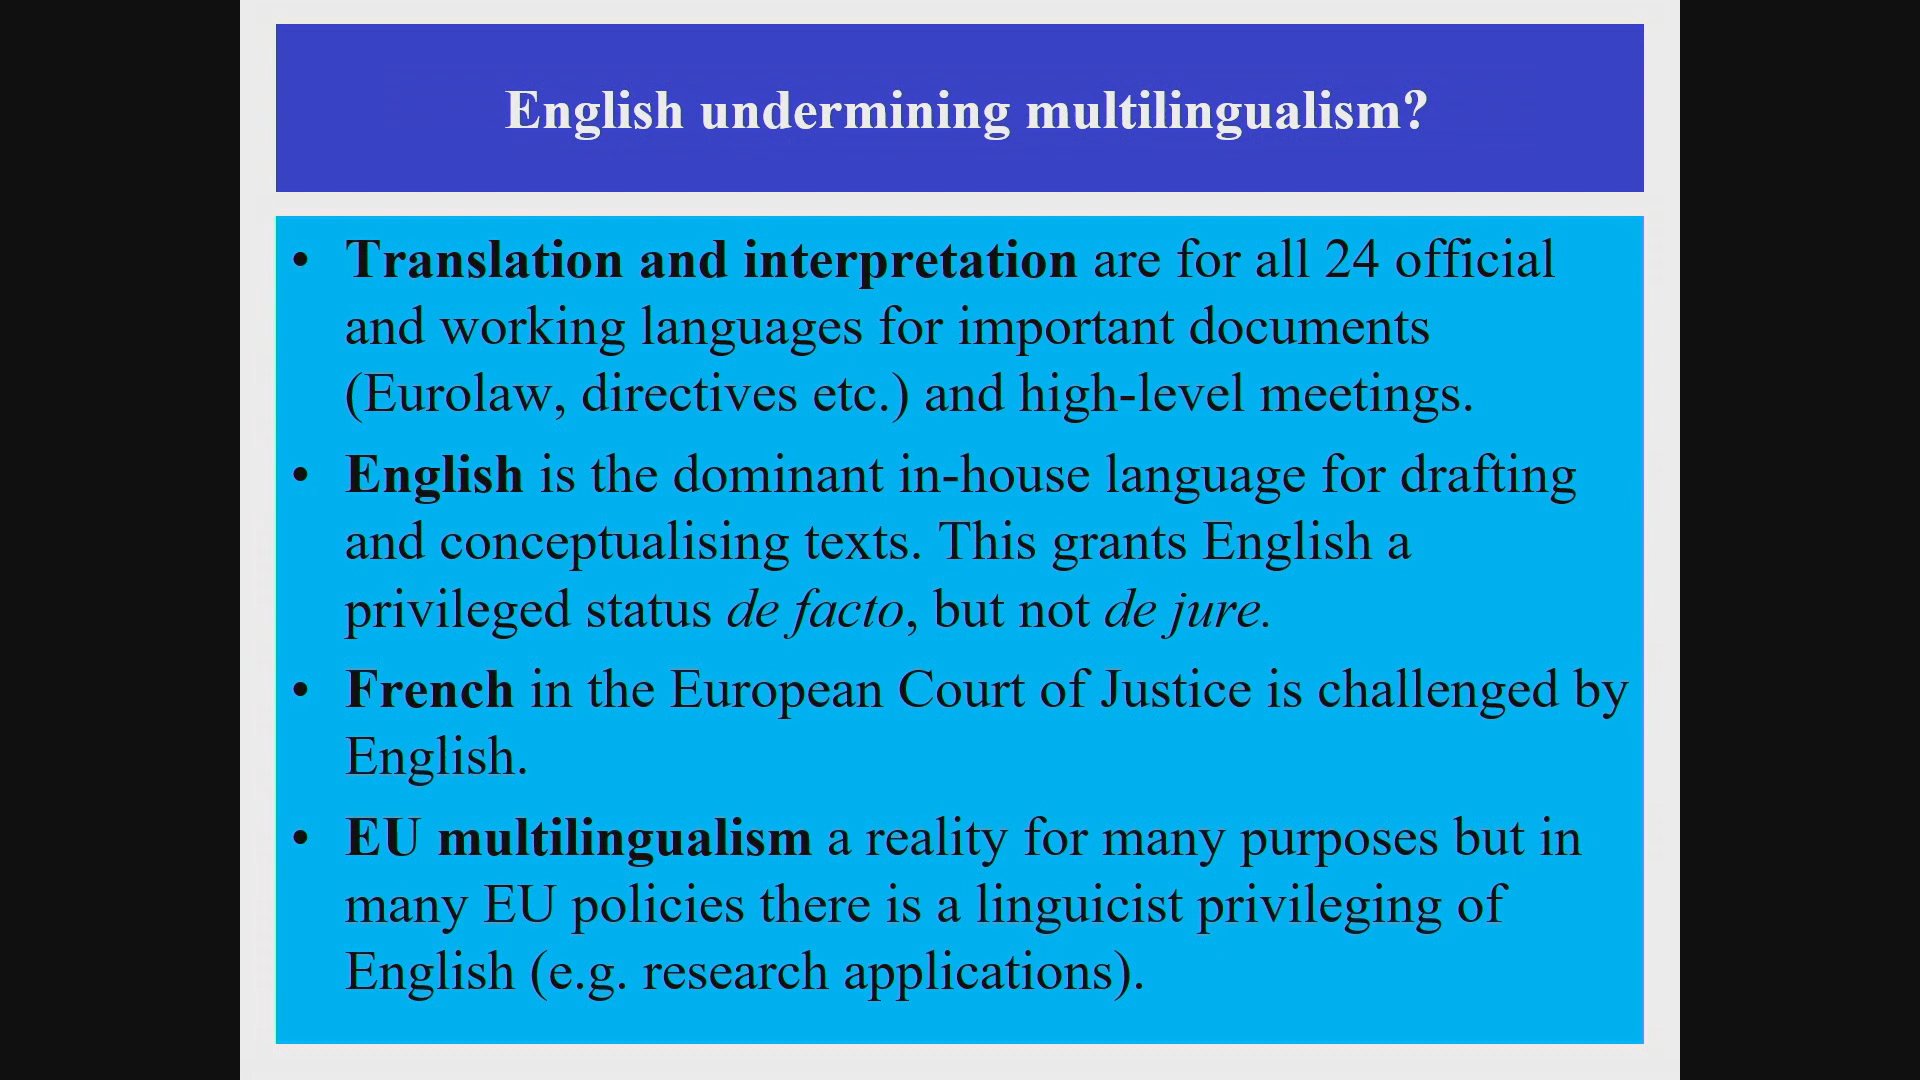 English undermining multilingualism?
• Translation and interpretation are for all 24 official
and working languages for important documents
(Eurolaw, directives etc.) and high-level meetings.
• English is the dominant in-house language for drafting
and conceptualising texts. This grants English a
privileged status de facto, but not de jure.
• French in the European Court of Justice is challenged by
English.
• EU multilingualism a reality for many purposes but in
many EU policies there is a linguicist privileging of
English (e.g. research applications).